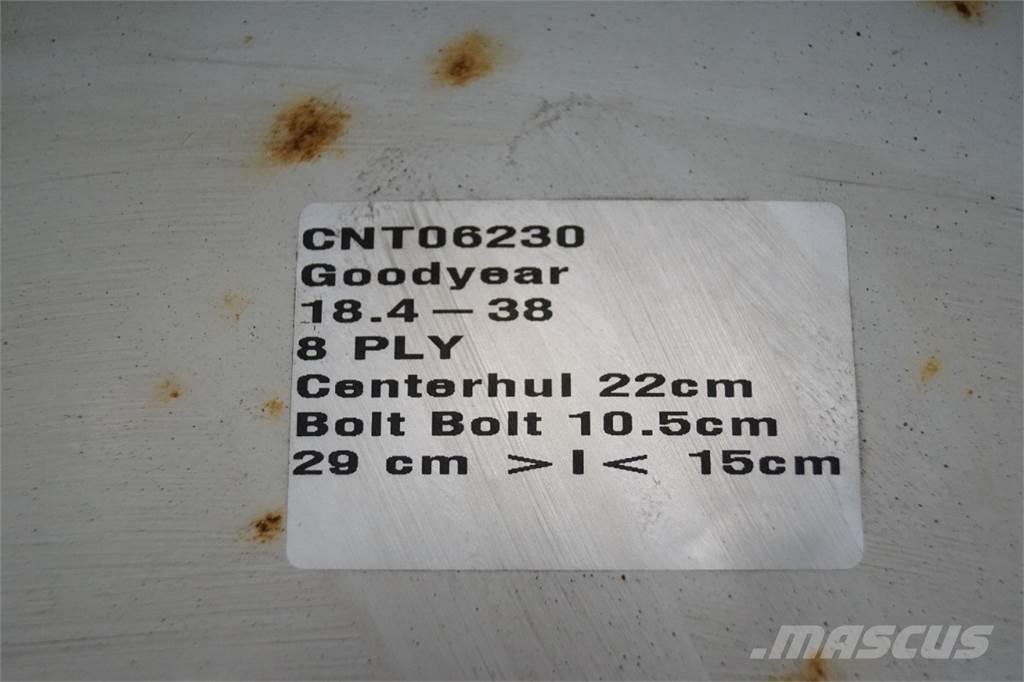 CNT06230
Goodyear
18.4 — 38
8 PLY
Centerhul 22cm
Bolt Bolt 10.5cm
29 cm >I< 15cm
.MASCUS